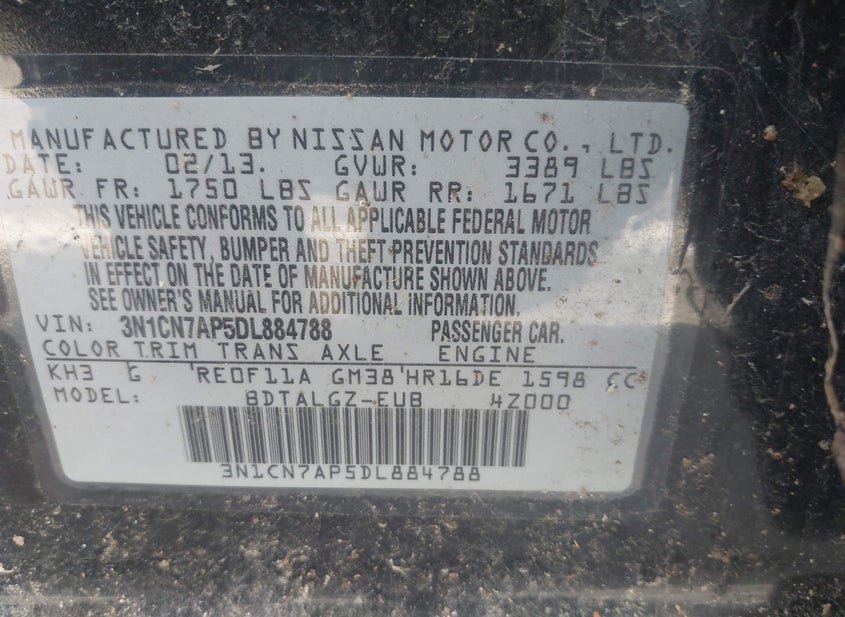 MANUFACTURED BY NISSAN MOTOR CO., LTD.
DATE: 02/13. GVWR: 3389 LBS
GAWR FR: 1750 LBS GAWR RR: 1671 LBS
THIS VEHICLE CONFORMS TO ALL APPLICABLE FEDERAL MOTOR
VEHICLE SAFETY, BUMPER AND THEFT PREVENTION STANDARDS
IN EFFECT ON THE DATE OF MANUFACTURE SHOWN ABOVE.
SEE OWNER'S MANUAL FOR ADDITIONAL INFORMATION.
VIN: 3N1CN7AP5DL884788 PASSENGER CAR.
COLOR TRIM TRANS AXLE ENGINE
KH3 G RE0F11A GM38 HR16DE 1598 CC
MODEL: BDTALGZ-EUB 4Z000
3N1CN7AP5DL884788